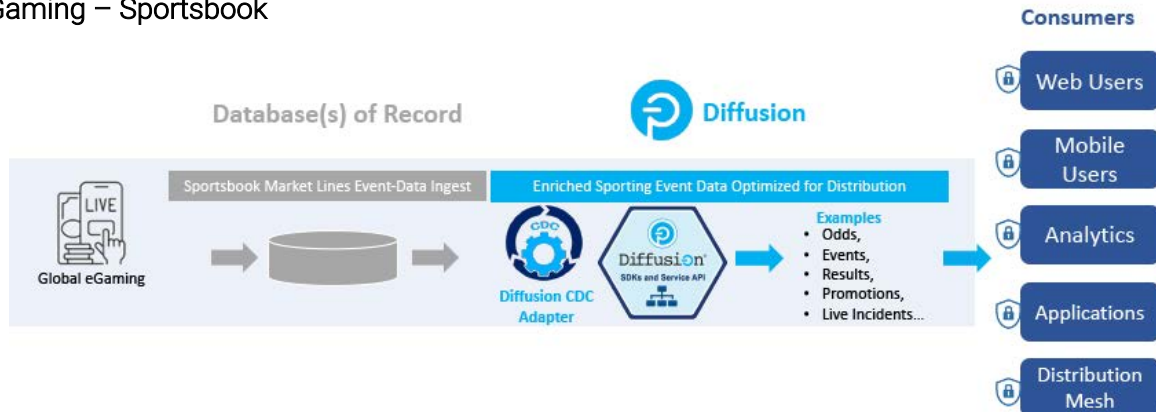 Gaming – Sportsbook
Consumers
Database(s) of Record
Diffusion
Sportsbook Market Lines Event-Data Ingest
Enriched Sporting Event Data Optimized for Distribution
LIVE
Global eGaming
CDC
Diffusion CDC
Adapter
Diffusion
SDKs and Service API
Examples
• Odds,
• Events,
• Results,
• Promotions,
• Live Incidents...
Web Users
Mobile
Users
Analytics
Applications
Distribution
Mesh